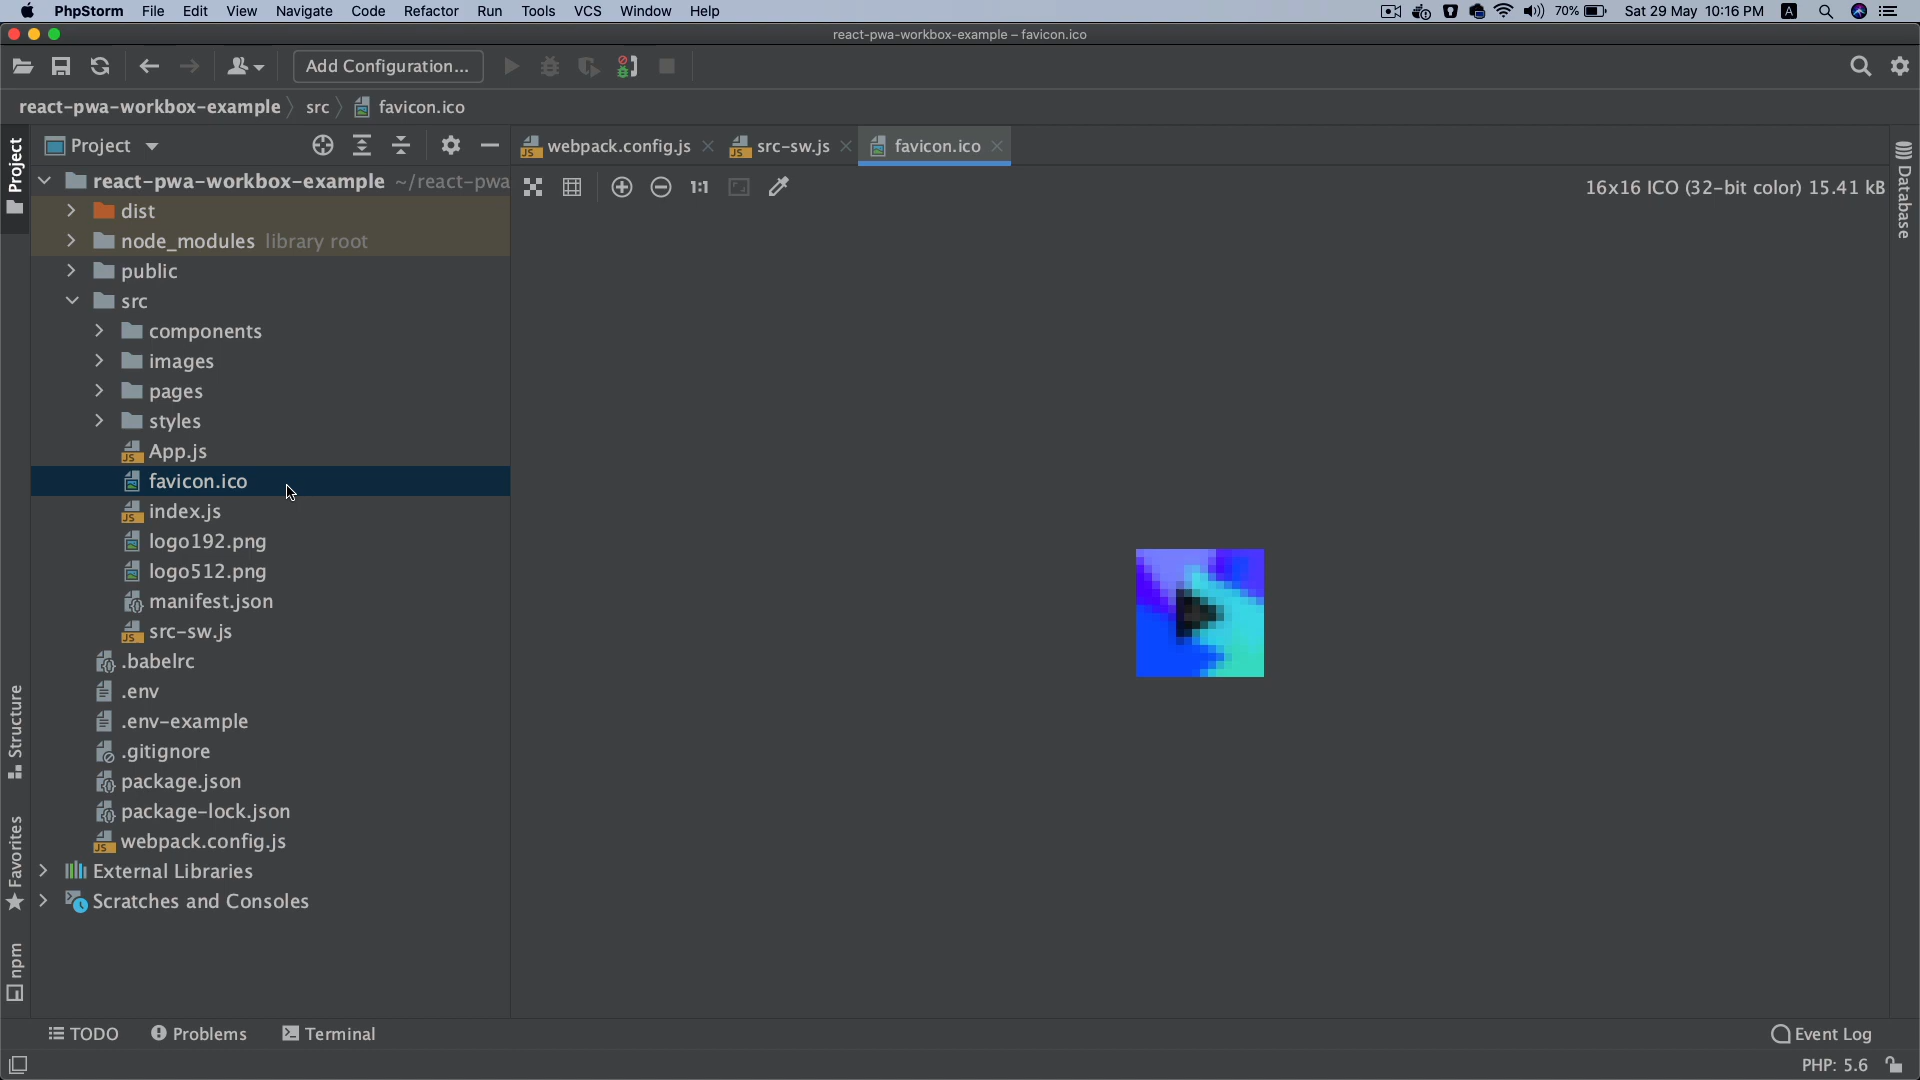 PhpStorm File Edit View Navigate Code Refactor Run Tools VCS Window Help 70% Sat 29 May 10:16 PM A
react-pwa-workbox-example – favicon.ico
Add Configuration...
react-pwa-workbox-example src favicon.ico
Project
Project
webpack.config.js src-sw.js favicon.ico
react-pwa-workbox-example ~/react-pwa
1:1
16x16 ICO (32-bit color) 15.41 kB
Database
dist
node_modules library root
public
src
components
images
pages
styles
JS App.js
favicon.ico
JS index.js
logo192.png
logo512.png
manifest.json
JS src-sw.js
.babelrc
.env
.env-example
.gitignore
package.json
package-lock.json
JS webpack.config.js
External Libraries
Scratches and Consoles
Structure
Favorites
npm
TODO Problems Terminal Event Log
PHP: 5.6